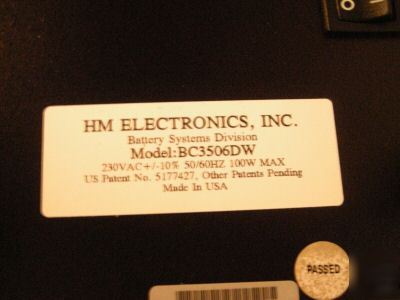 HM ELECTRONICS, INC.
Battery Systems Division
Model:BC3506DW
230VAC+/-10% 50/60HZ 100W MAX
US Patent No. 5177427, Other Patents Pending
Made In USA
PASSED